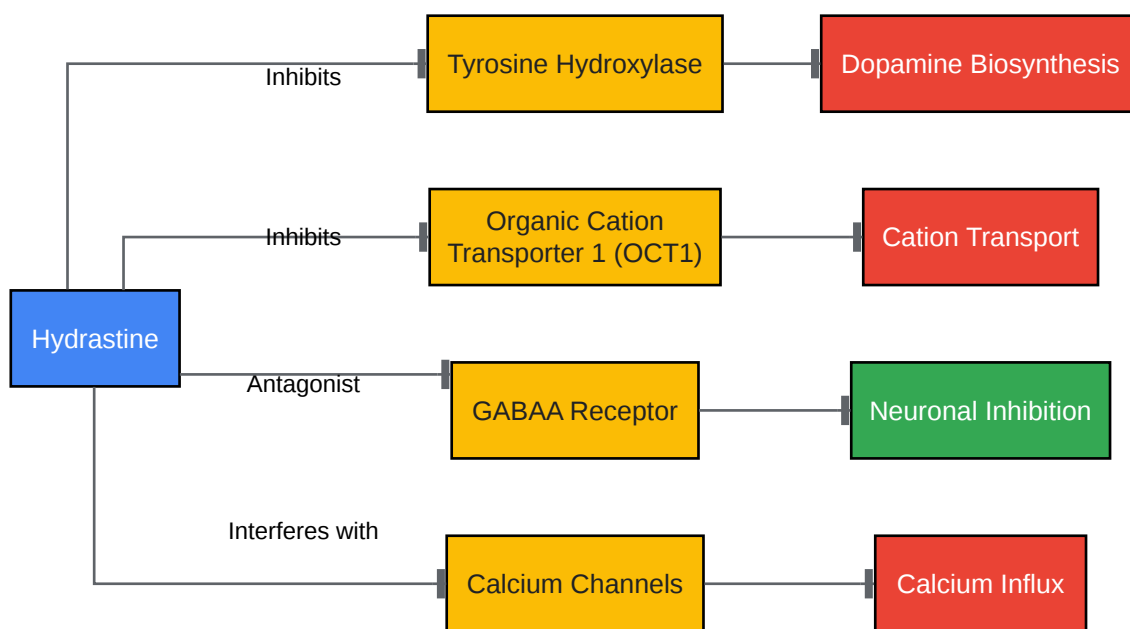 Tyrosine Hydroxylase
Dopamine Biosynthesis
Inhibits
Organic Cation
Transporter 1 (OCT1)
Cation Transport
Inhibits
Hydrastine
Antagonist
GABAA Receptor
Neuronal Inhibition
Interferes with
Calcium Channels
Calcium Influx